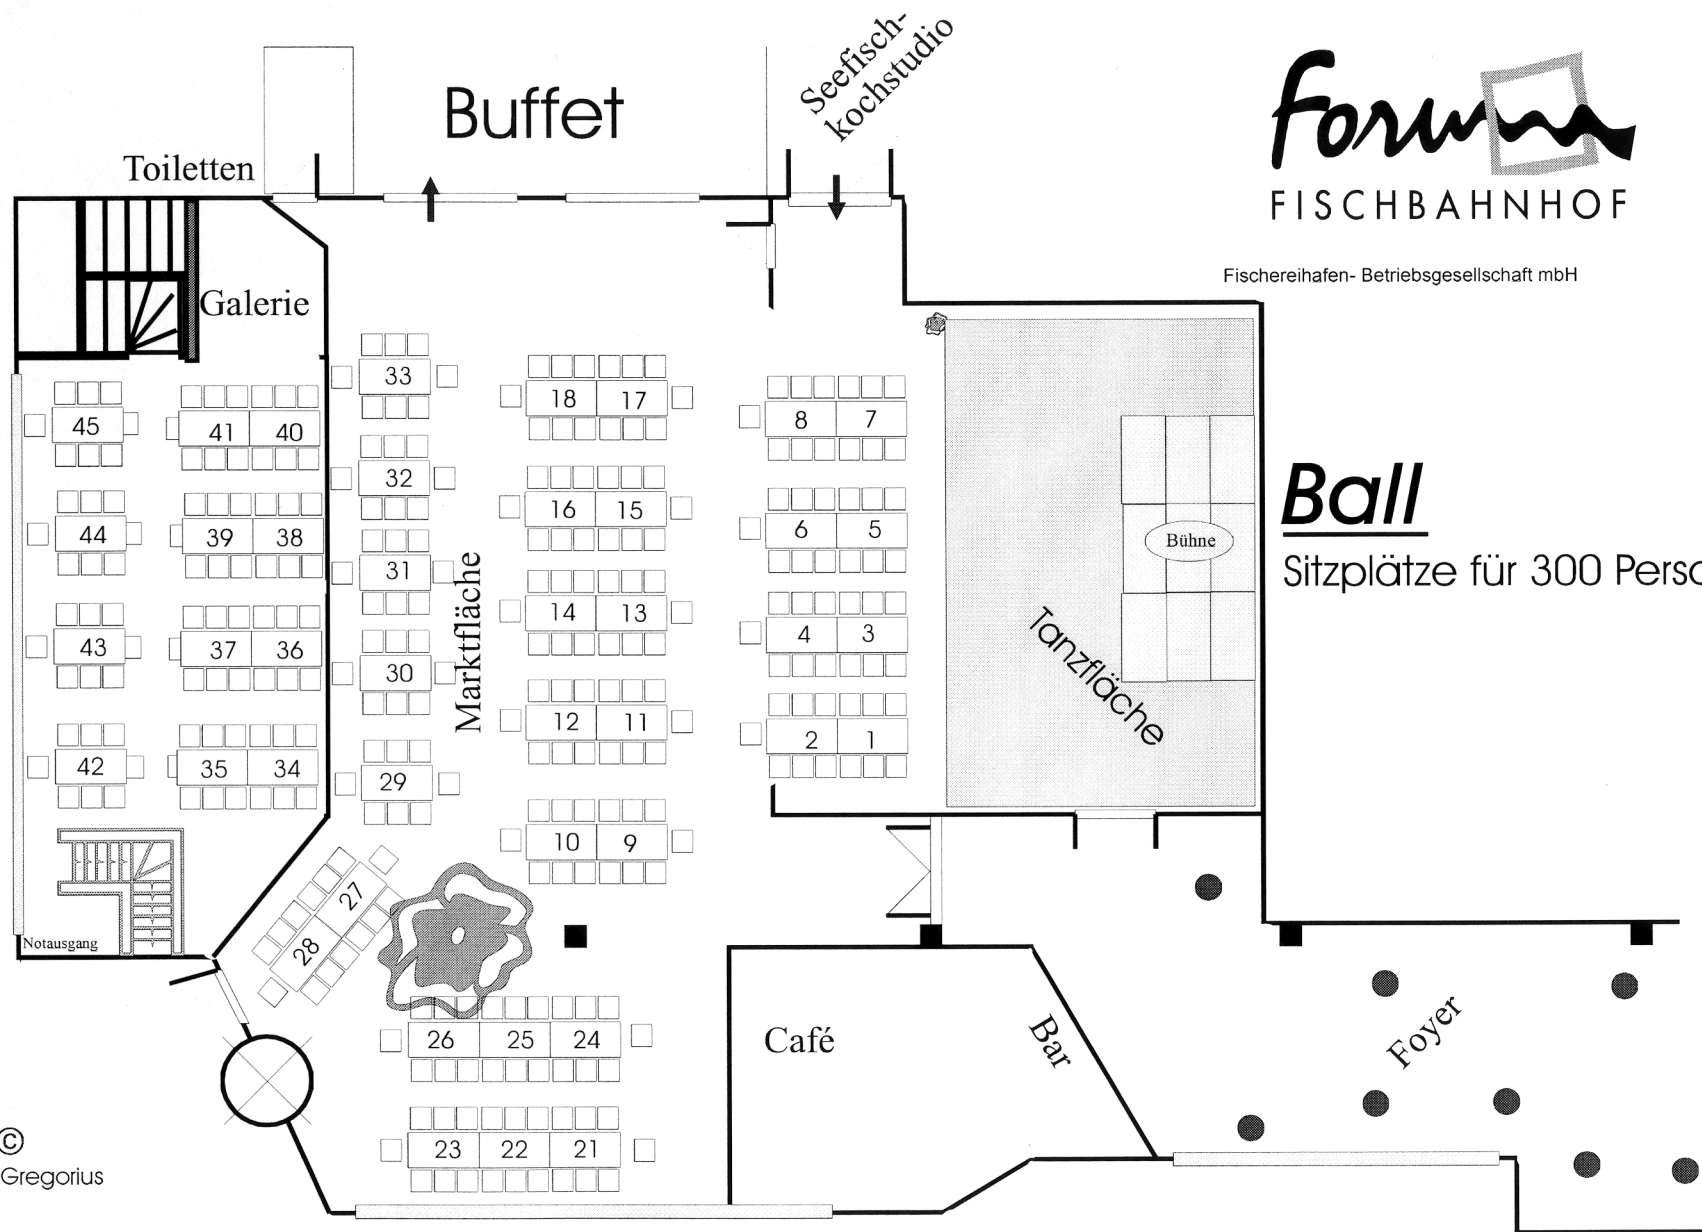 Seefisch-
kochstudio
Buffet
Toiletten
forum
FISCHBAHNHOF
Fischereihafen- Betriebsgesellschaft mbH
Galerie
33
18 17
8 7
45
41 40
32
16 15
6 5
44
39 38
Ball
Bühne
Sitzplätze für 300
31
Marktfläche
14 13
4 3
43
37 36
30
Tanzfläche
12 11
2 1
42
35 34
29
10 9
27
28
Notausgang
26 25 24
Café
Bar
Foyer
23 22 21
©
Gregorius